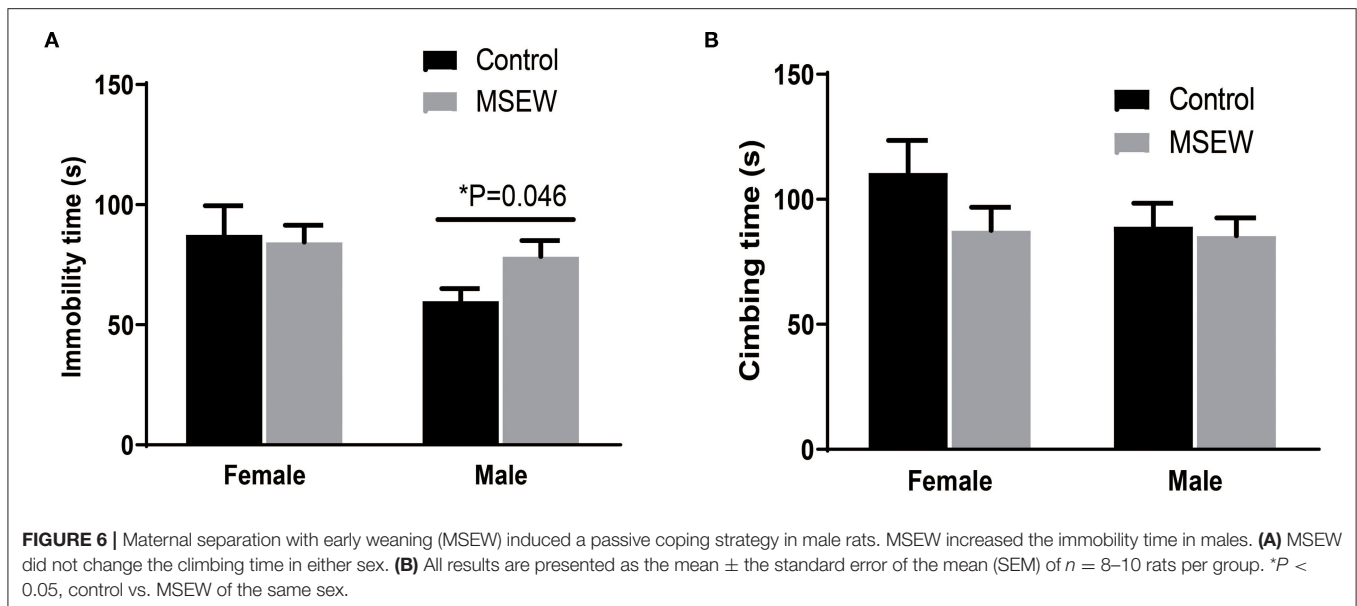 A
Control
MSEW
150
100
50
0
Immobility time (s)
*P=0.046
Female
Male
B
Control
MSEW
150
100
50
0
Cimbing time (s)
Female
Male
FIGURE 6 | Maternal separation with early weaning (MSEW) induced a passive coping strategy in male rats. MSEW increased the immobility time in males. (A) MSEW
did not change the climbing time in either sex. (B) All results are presented as the mean ± the standard error of the mean (SEM) of n = 8–10 rats per group. *P <
0.05, control vs. MSEW of the same sex.